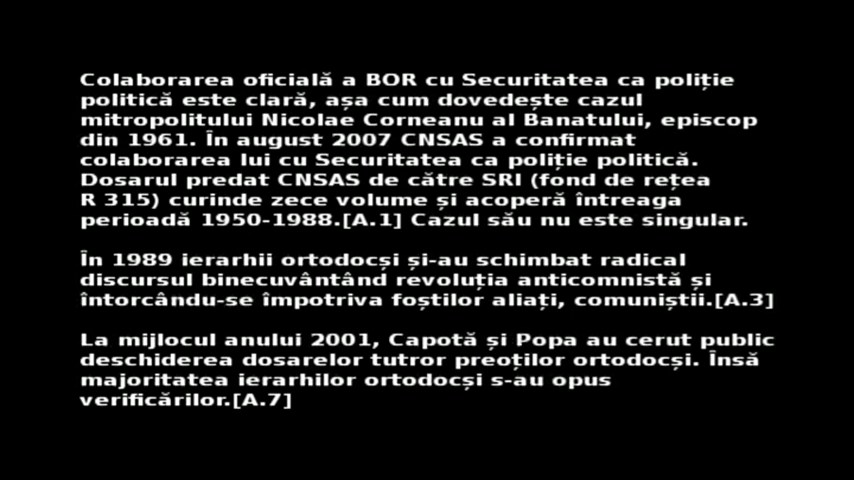 Colaborarea oficială a BOR cu Securitatea ca poliție
politică este clară, așa cum dovedește cazul
mitropolitului Nicolae Corneanu al Banatului, episcop
din 1961. În august 2007 CNSAS a confirmat
colaborarea lui cu Securitatea ca poliție politică.
Dosarul predat CNSAS de către SRI (fond de rețea
R 315) curinde zece volume și acoperă întreaga
perioadă 1950-1988.[A.1] Cazul său nu este singular.
În 1989 ierarhii ortodocși și-au schimbat radical
discursul binecuvântând revoluția anticomnistă și
întorcându-se împotriva foștilor aliați, comuniștii.[A.3]
La mijlocul anului 2001, Capotă și Popa au cerut public
deschiderea dosarelor tutror preoților ortodocși. Însă
majoritatea ierarhilor ortodocși s-au opus
verificărilor.[A.7]